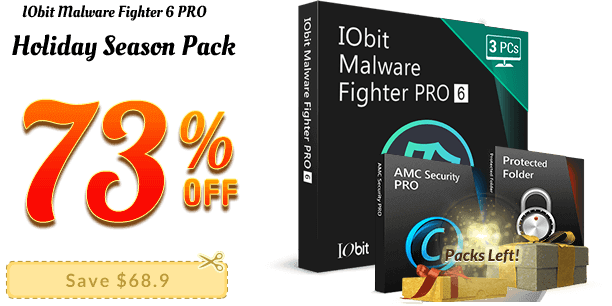 IObit Malware Fighter 6 PRO
Holiday Season Pack
73% OFF
Save $68.9
3 PCs
IObit
Malware
Fighter PRO 6
IObit Malware Fighter PRO 6
IObit
AMC Security
PRO
AMC Security PRO
Protected
Folder
Protected Folder
Packs Left!